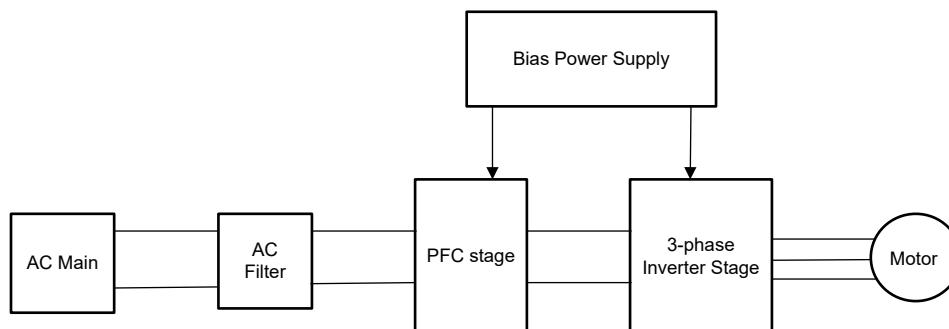 Bias Power Supply
AC Main
AC
Filter
PFC stage
3-phase
Inverter Stage
Motor